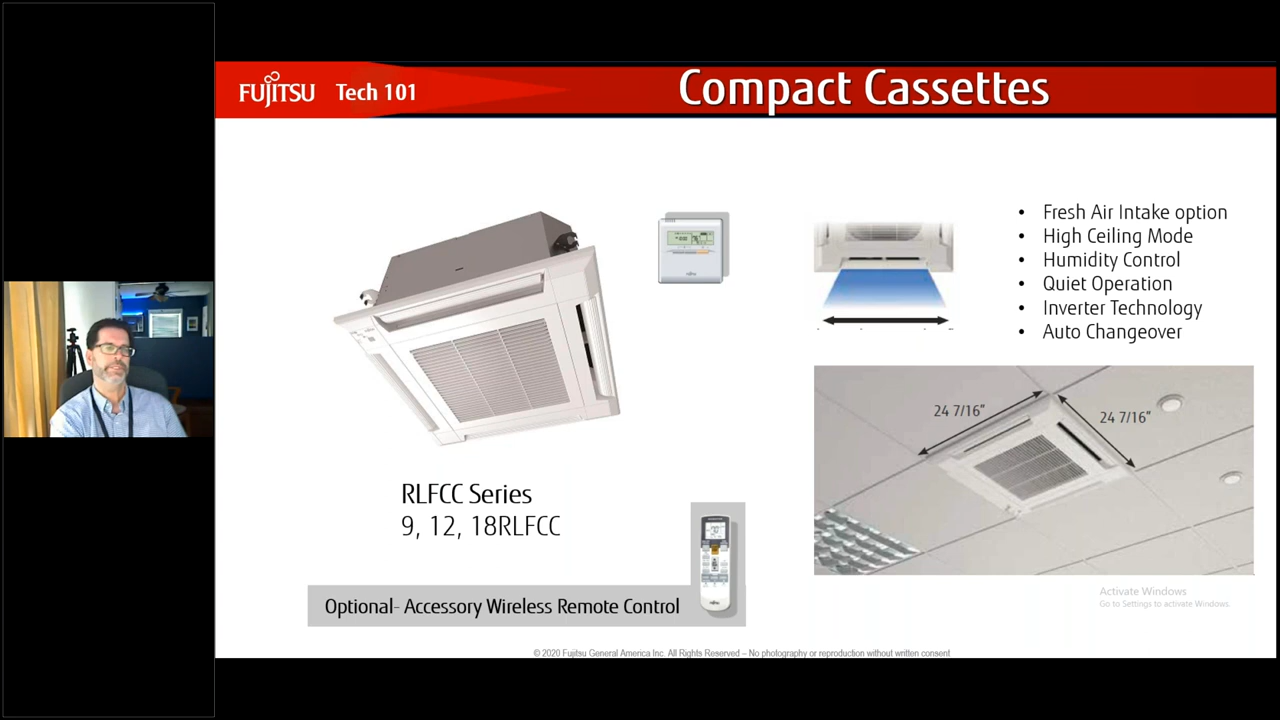 FUJITSU Tech 101
Compact Cassettes
• Fresh Air Intake option
• High Ceiling Mode
• Humidity Control
• Quiet Operation
• Inverter Technology
• Auto Changeover
24 7/16”
24 7/16”
RLFCC Series
9, 12, 18RLFCC
Optional- Accessory Wireless Remote Control
Activate Windows
Go to Settings to activate Windows.
© 2020 Fujitsu General America Inc. All Rights Reserved – No photography or reproduction without written consent